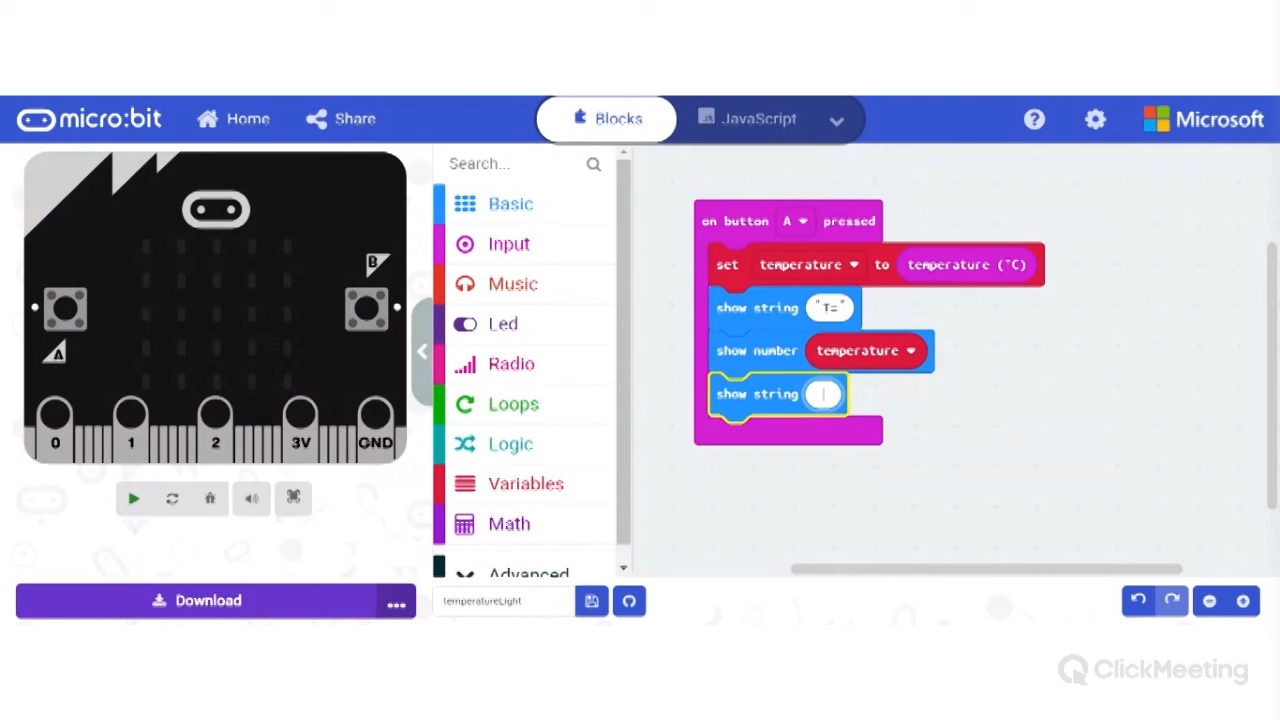 micro:bit Home Share Blocks JavaScript ? Microsoft
Search...
Basic
Input
Music
Led
Radio
Loops
Logic
Variables
Math
Advanced
B
A
0 1 2 3V GND
on button A pressed
set temperature to temperature (°C)
show string "T="
show number temperature
show string
Download ...
temperatureLight
ClickMeeting